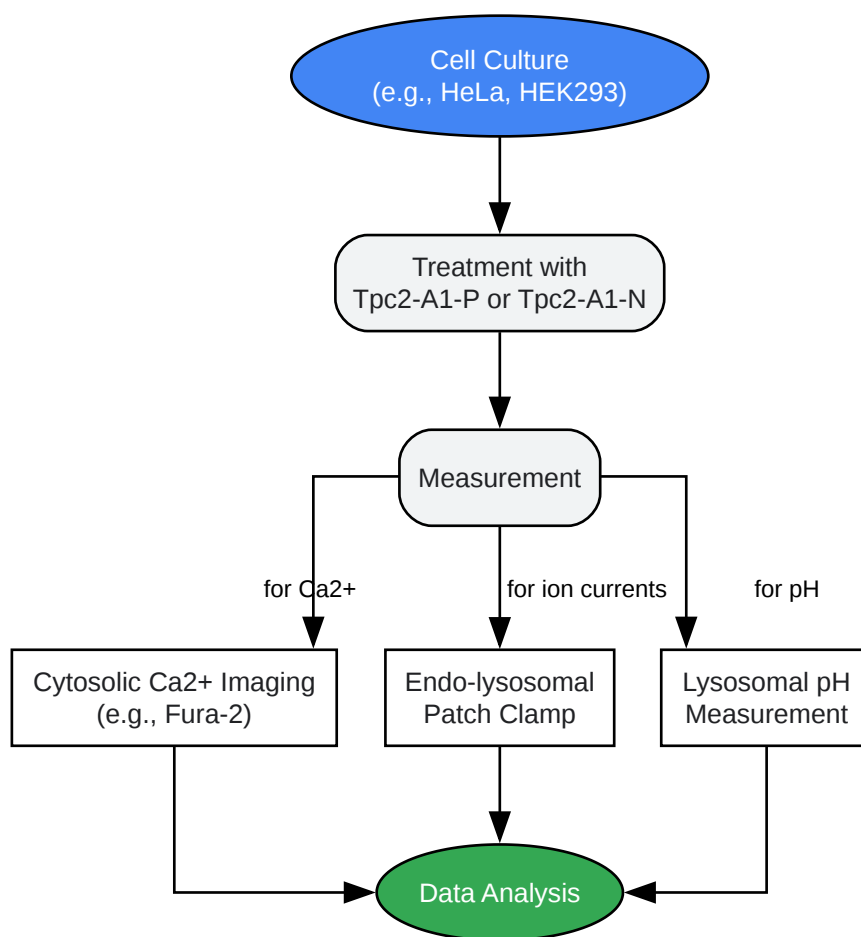 Cell Culture
(e.g., HeLa, HEK293)
Treatment with
Tpc2-A1-P or Tpc2-A1-N
Measurement
for Ca2+
for ion currents
for pH
Cytosolic Ca2+ Imaging
(e.g., Fura-2)
Endo-lysosomal
Patch Clamp
Lysosomal pH
Measurement
Data Analysis